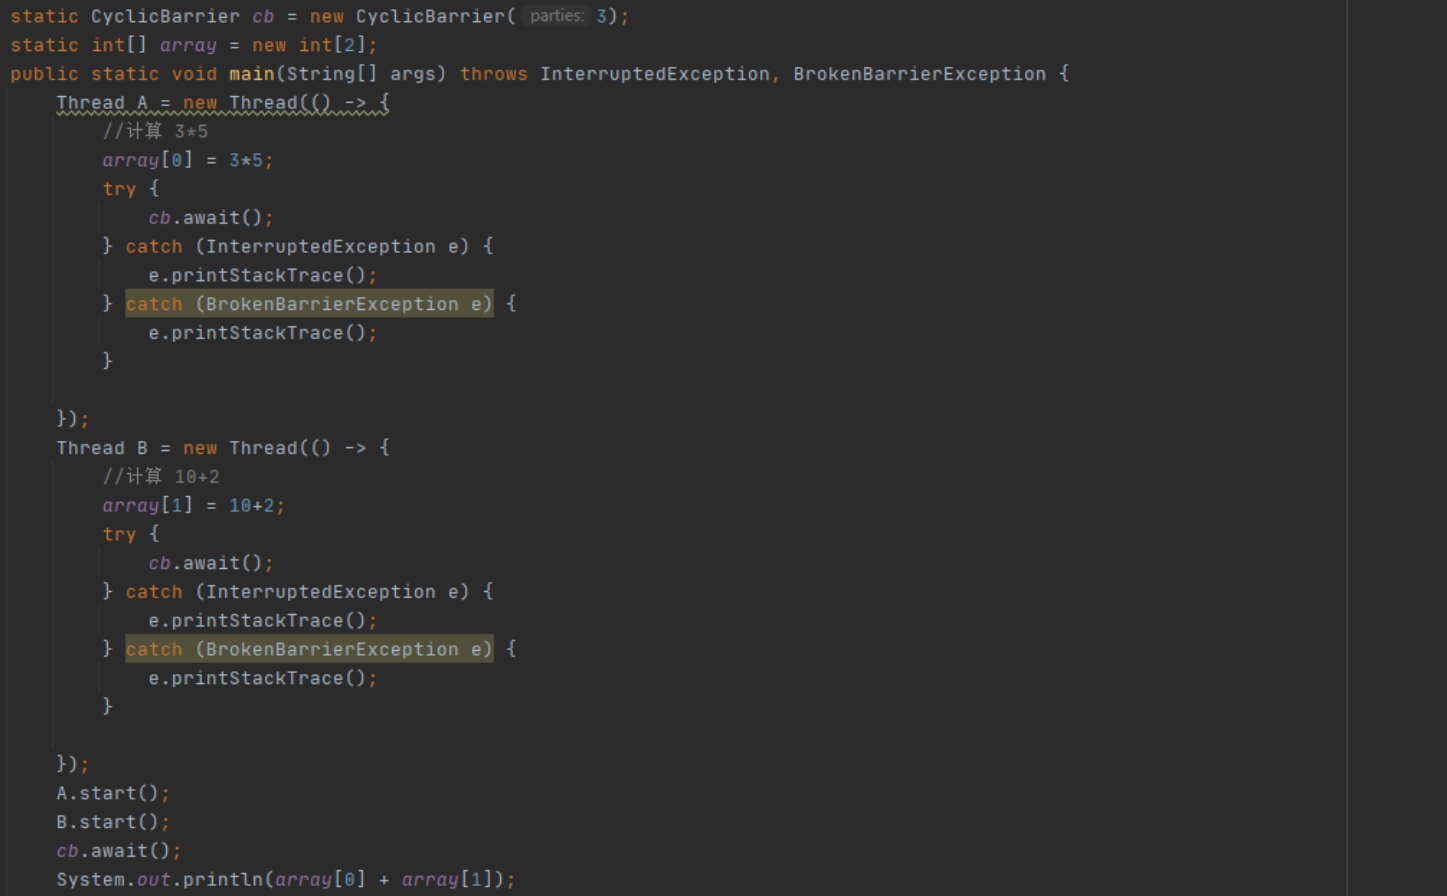 static CyclicBarrier cb = new CyclicBarrier( parties: 3);
static int[] array = new int[2];
public static void main(String[] args) throws InterruptedException, BrokenBarrierException {
    Thread A = new Thread(() -> {
        //计算 3*5
        array[0] = 3*5;
        try {
            cb.await();
        } catch (InterruptedException e) {
            e.printStackTrace();
        } catch (BrokenBarrierException e) {
            e.printStackTrace();
        }
    });
    Thread B = new Thread(() -> {
        //计算 10+2
        array[1] = 10+2;
        try {
            cb.await();
        } catch (InterruptedException e) {
            e.printStackTrace();
        } catch (BrokenBarrierException e) {
            e.printStackTrace();
        }
    });
    A.start();
    B.start();
    cb.await();
    System.out.println(array[0] + array[1]);